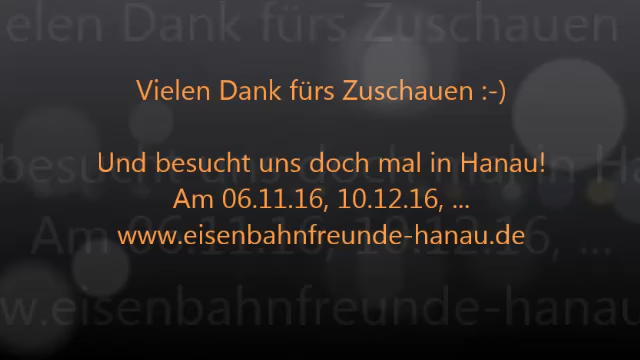 Vielen Dank fürs Zuschauen :-)
Und besucht uns doch mal in Hanau!
Am 06.11.16, 10.12.16, ...
www.eisenbahnfreunde-hanau.de